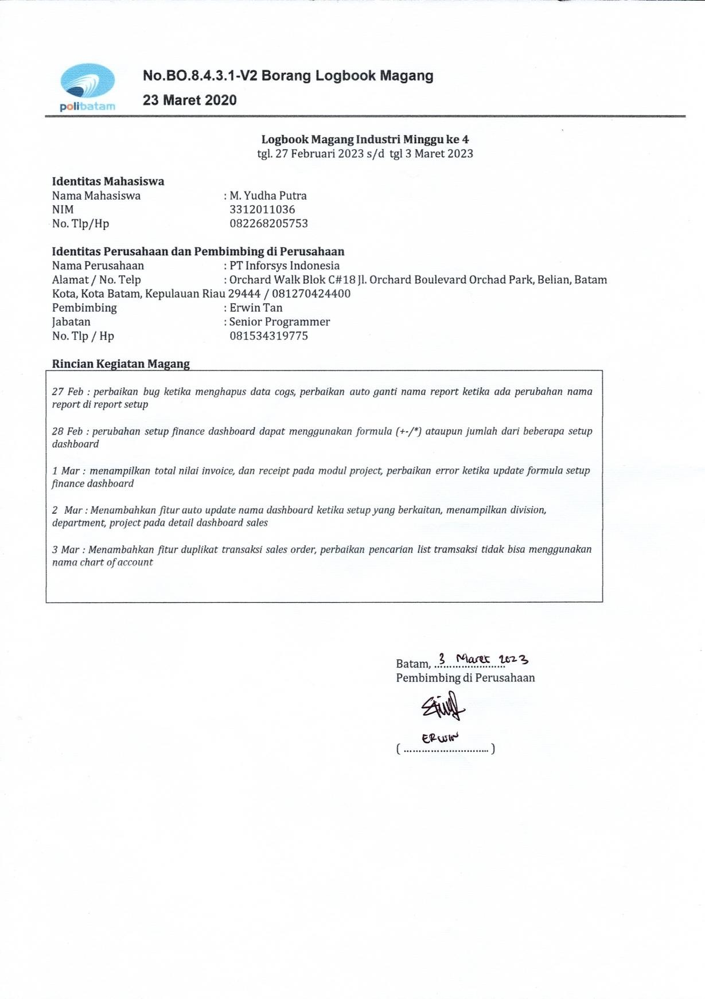 No.BO.8.4.3.1-V2 Borang Logbook Magang
23 Maret 2020
polibatam
Logbook Magang Industri Minggu ke 4
tgl. 27 Februari 2023 s/d tgl 3 Maret 2023
Identitas Mahasiswa
Nama Mahasiswa : M. Yudha Putra
NIM 3312011036
No. Tlp/Hp 082268205753
Identitas Perusahaan dan Pembimbing di Perusahaan
Nama Perusahaan : PT Inforsys Indonesia
Alamat / No. Telp : Orchard Walk Blok C#18 Jl. Orchard Boulevard Orchad Park, Belian, Batam
Kota, Kota Batam, Kepulauan Riau 29444 / 081270424400
Pembimbing : Erwin Tan
Jabatan : Senior Programmer
No. Tlp / Hp 081534319775
Rincian Kegiatan Magang
27 Feb : perbaikan bug ketika menghapus data cogs, perbaikan auto ganti nama report ketika ada perubahan nama
report di report setup
28 Feb : perubahan setup finance dashboard dapat menggunakan formula (+-/*) ataupun jumlah dari beberapa setup
dashboard
1 Mar : menampilkan total nilai invoice, dan receipt pada modul project, perbaikan error ketika update formula setup
finance dashboard
2 Mar : Menambahkan fitur auto update nama dashboard ketika setup yang berkaitan, menampilkan division,
department, project pada detail dashboard sales
3 Mar : Menambahkan fitur duplikat transaksi sales order, perbaikan pencarian list tramsaksi tidak bisa menggunakan
nama chart of account
Batam, 3 Maret 2023
Pembimbing di Perusahaan
ERWIN
( ............................ )